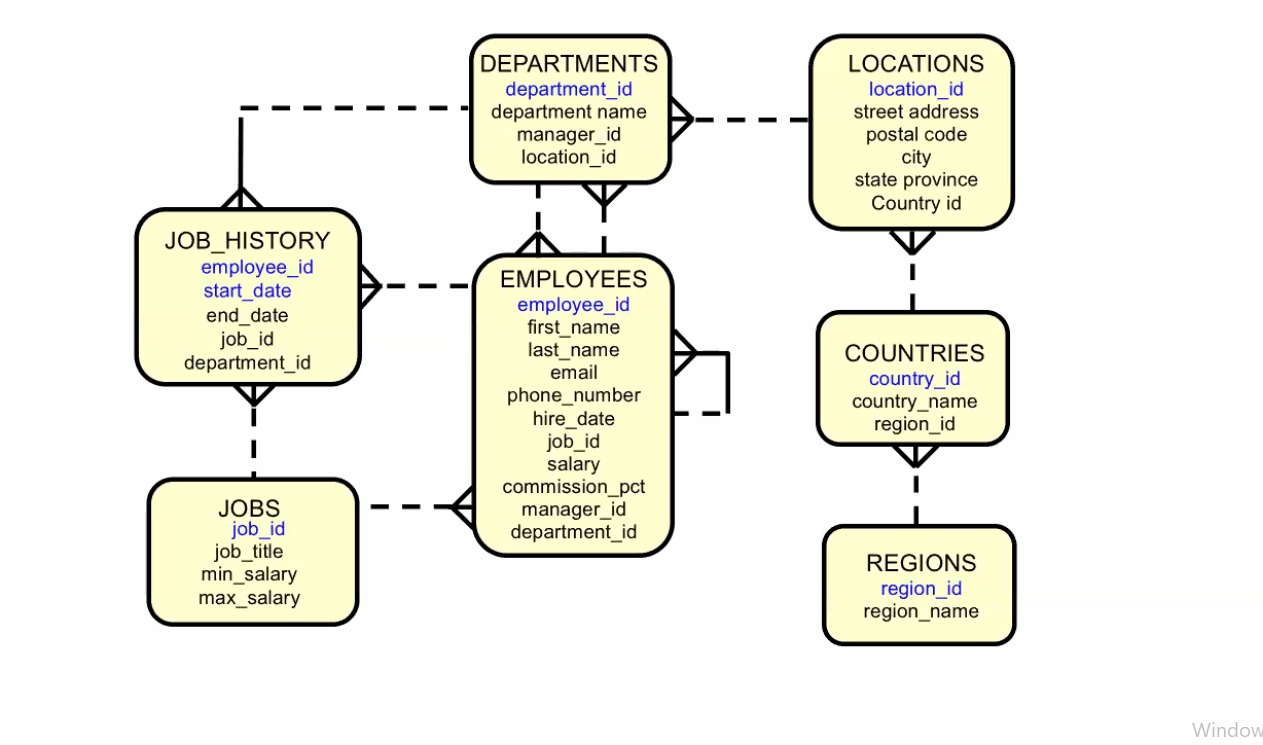 DEPARTMENTS
department_id
department name
manager_id
location_id
LOCATIONS
location_id
street address
postal code
city
state province
Country id
JOB_HISTORY
employee_id
start_date
end_date
job_id
department_id
EMPLOYEES
employee_id
first_name
last_name
email
phone_number
hire_date
job_id
salary
commission_pct
manager_id
department_id
COUNTRIES
country_id
country_name
region_id
JOBS
job_id
job_title
min_salary
max_salary
REGIONS
region_id
region_name
Window